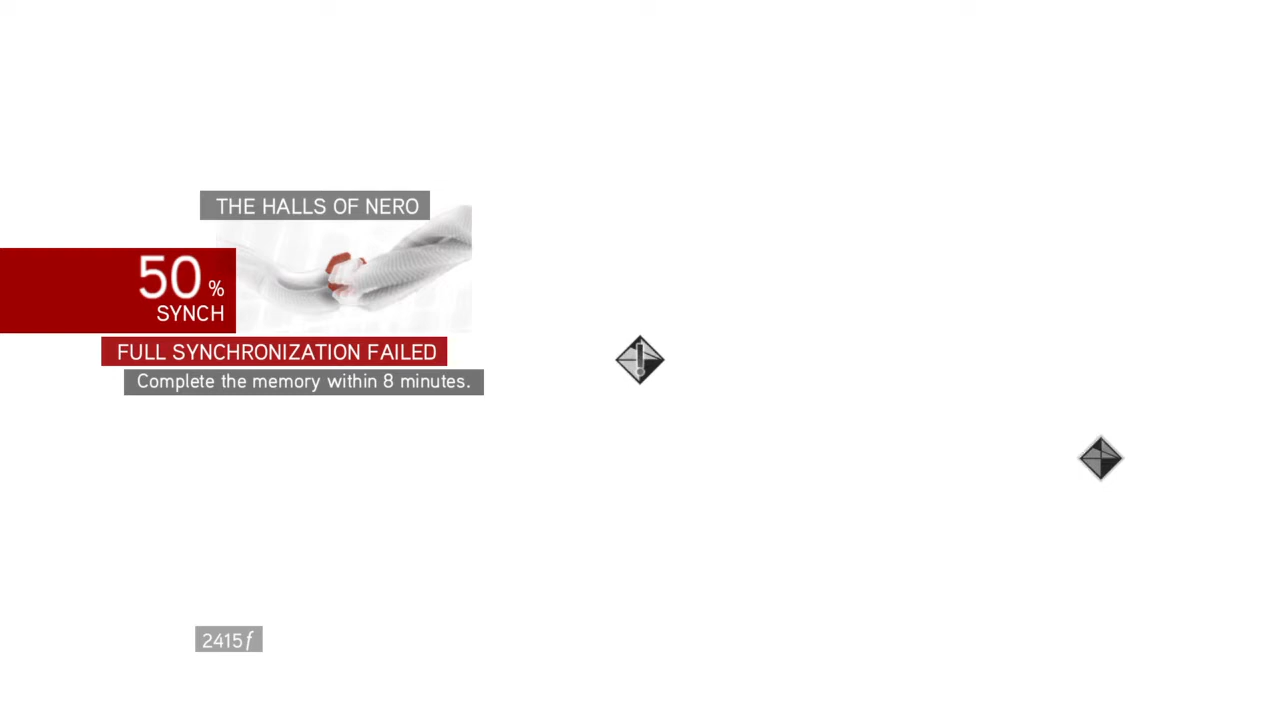 THE HALLS OF NERO
50 %
SYNCH
FULL SYNCHRONIZATION FAILED
Complete the memory within 8 minutes.
2415ƒ